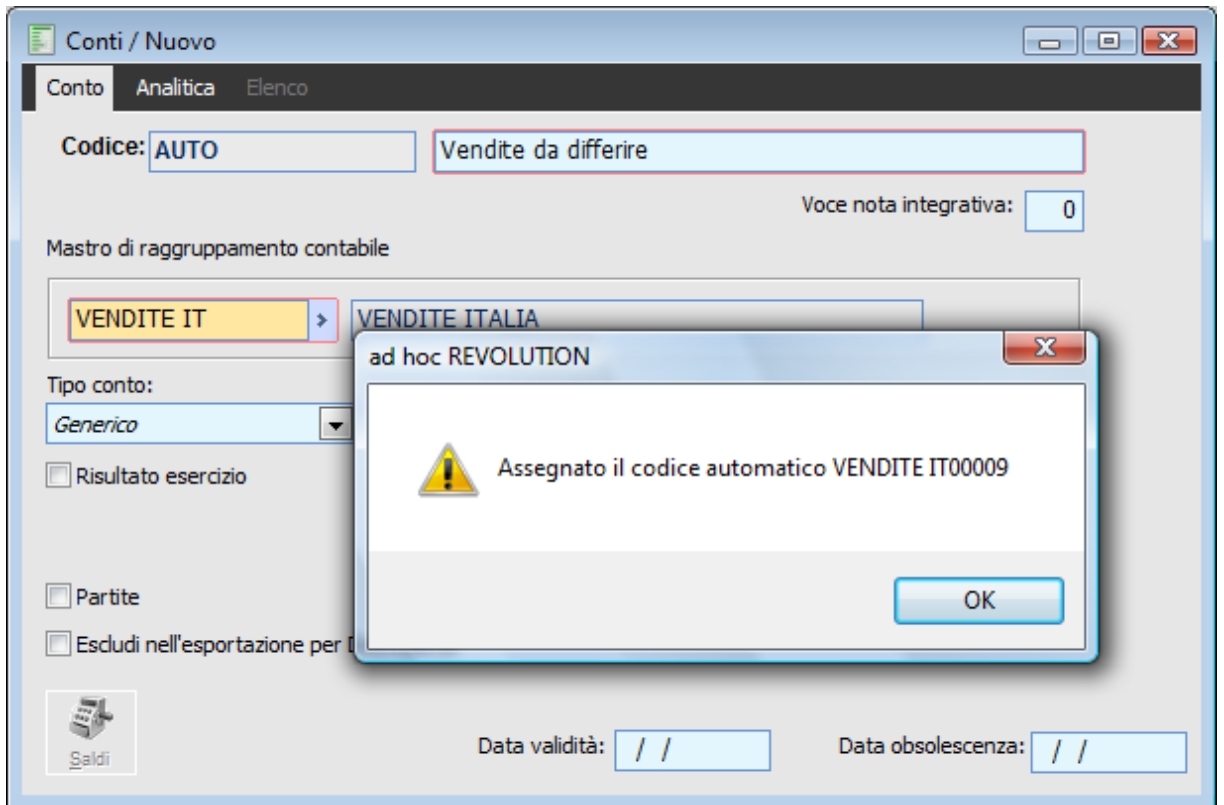 Conti / Nuovo
Conto Analitica Elenco
Codice: AUTO Vendite da differire
Voce nota integrativa: 0
Mastro di raggruppamento contabile
VENDITE IT > VENDITE ITALIA
ad hoc REVOLUTION
Tipo conto:
Generico
Assegnato il codice automatico VENDITE IT00009
Risultato esercizio
OK
Partite
Escludi nell'esportazione per
Saldi
Data validità: / / Data obsolescenza: / /